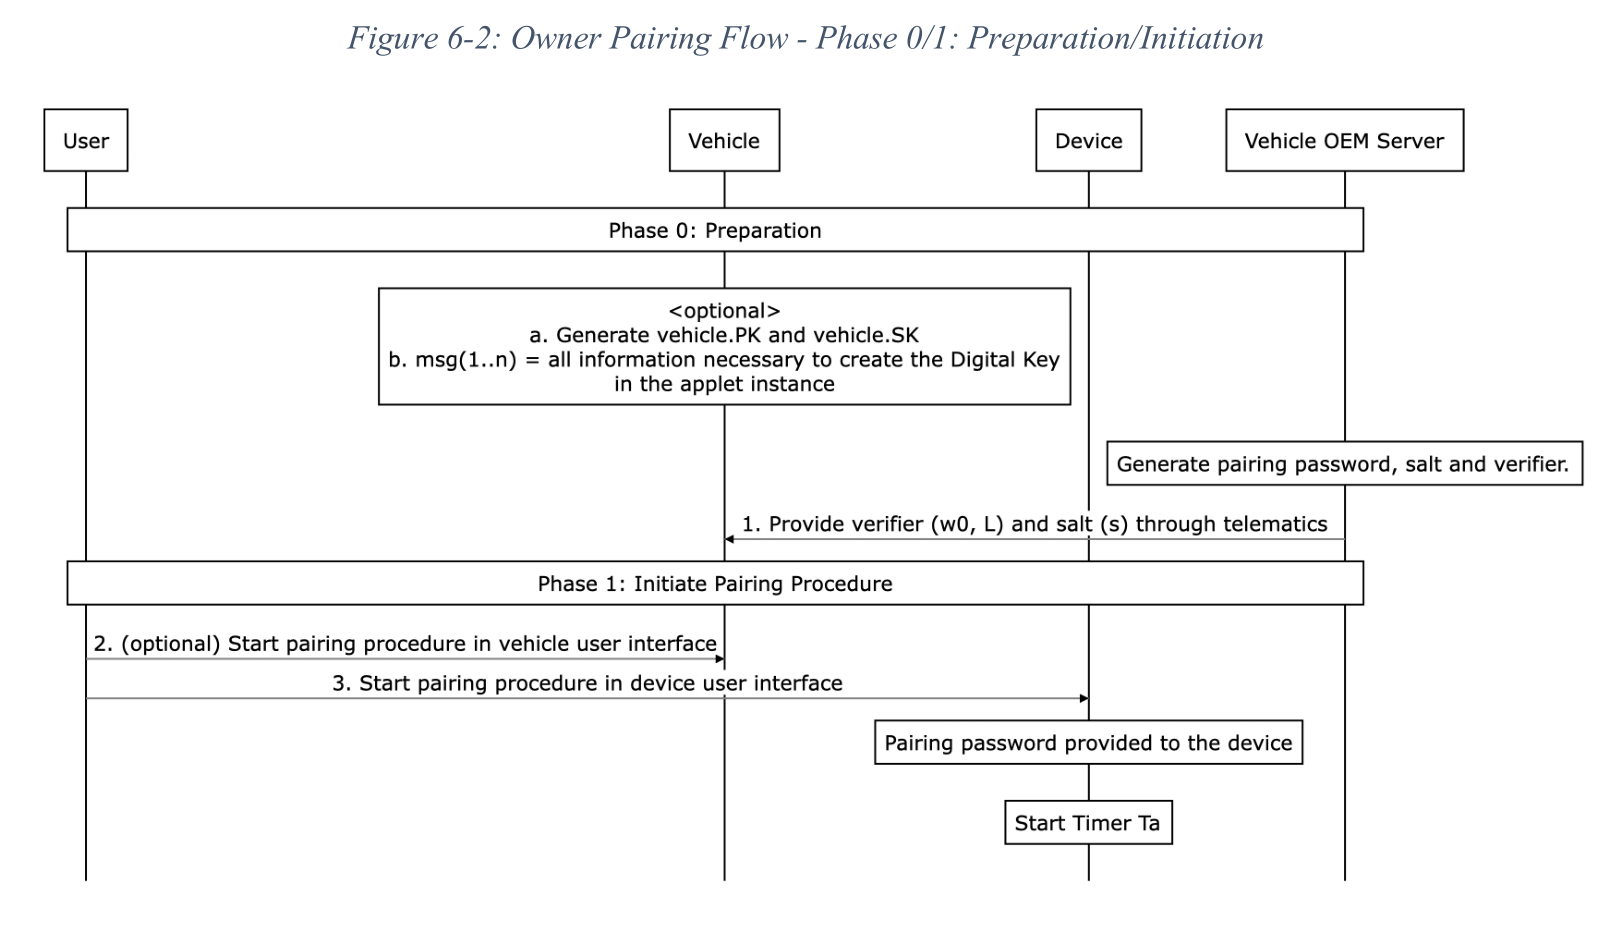 Figure 6-2: Owner Pairing Flow - Phase 0/1: Preparation/Initiation
User
Vehicle
Device
Vehicle OEM Server
Phase 0: Preparation
<optional>
a. Generate vehicle.PK and vehicle.SK
b. msg(1..n) = all information necessary to create the Digital Key
in the applet instance
Generate pairing password, salt and verifier.
1. Provide verifier (w0, L) and salt (s) through telematics
Phase 1: Initiate Pairing Procedure
2. (optional) Start pairing procedure in vehicle user interface
3. Start pairing procedure in device user interface
Pairing password provided to the device
Start Timer Ta